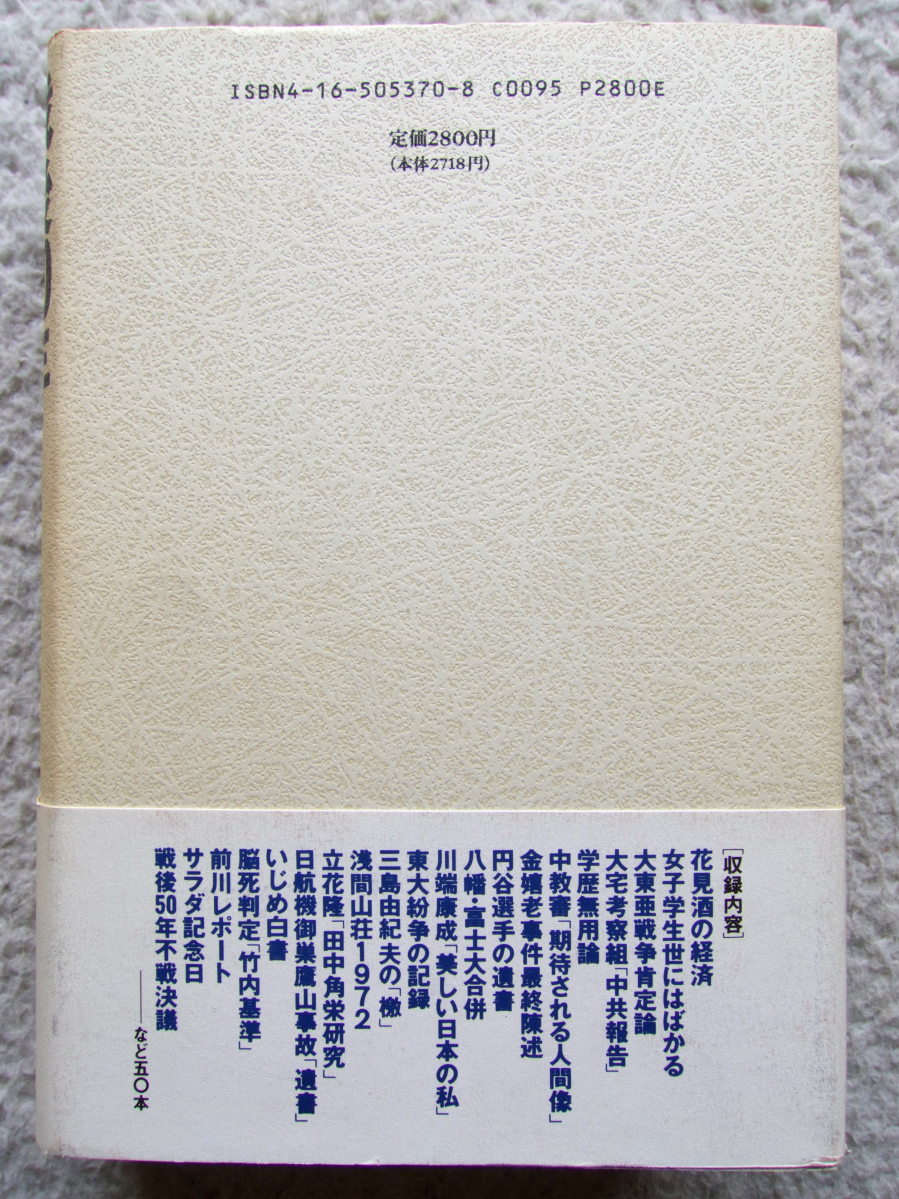 ISBN4-16-505370-8 C0095 P2800E
定価2800円
(本体2718円)
[収録内容]
花見酒の経済
女子学生世にはばかる
大東亜戦争肯定論
大宅考察組「中共報告」
学歴無用論
中教審「期待される人間像」
金嬉老事件最終陳述
円谷選手の遺書
八幡・富士大合併
川端康成「美しい日本の私」
東大紛争の記録
三島由紀夫の「檄」
浅間山荘1972
立花隆「田中角栄研究」
日航機御巣鷹山事故「遺書」
いじめ白書
脳死判定「竹内基準」
前川レポート
サラダ記念日
戦後50年不戦決議
——など五〇本